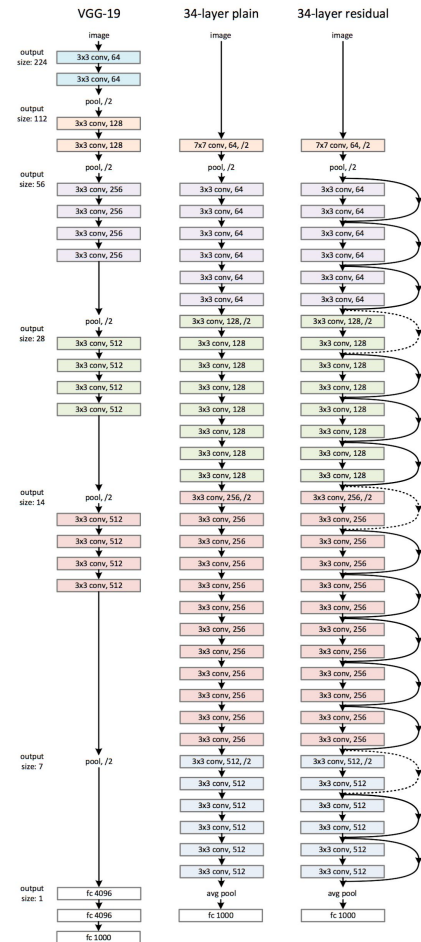 output
size: 224
output
size: 112
output
size: 56
output
size: 28
output
size: 14
output
size: 7
output
size: 1
VGG-19
image
3x3 conv, 64
3x3 conv, 64
pool, /2
3x3 conv, 128
3x3 conv, 128
pool, /2
3x3 conv, 256
3x3 conv, 256
3x3 conv, 256
3x3 conv, 256
pool, /2
3x3 conv, 512
3x3 conv, 512
3x3 conv, 512
3x3 conv, 512
pool, /2
3x3 conv, 512
3x3 conv, 512
3x3 conv, 512
3x3 conv, 512
pool, /2
fc 4096
fc 4096
fc 1000
34-layer plain
image
7x7 conv, 64, /2
pool, /2
3x3 conv, 64
3x3 conv, 64
3x3 conv, 64
3x3 conv, 64
3x3 conv, 64
3x3 conv, 64
3x3 conv, 128, /2
3x3 conv, 128
3x3 conv, 128
3x3 conv, 128
3x3 conv, 128
3x3 conv, 128
3x3 conv, 128
3x3 conv, 128
3x3 conv, 256, /2
3x3 conv, 256
3x3 conv, 256
3x3 conv, 256
3x3 conv, 256
3x3 conv, 256
3x3 conv, 256
3x3 conv, 256
3x3 conv, 256
3x3 conv, 256
3x3 conv, 256
3x3 conv, 256
3x3 conv, 512, /2
3x3 conv, 512
3x3 conv, 512
3x3 conv, 512
3x3 conv, 512
3x3 conv, 512
avg pool
fc 1000
34-layer residual
image
7x7 conv, 64, /2
pool, /2
3x3 conv, 64
3x3 conv, 64
3x3 conv, 64
3x3 conv, 64
3x3 conv, 64
3x3 conv, 64
3x3 conv, 128, /2
3x3 conv, 128
3x3 conv, 128
3x3 conv, 128
3x3 conv, 128
3x3 conv, 128
3x3 conv, 128
3x3 conv, 128
3x3 conv, 256, /2
3x3 conv, 256
3x3 conv, 256
3x3 conv, 256
3x3 conv, 256
3x3 conv, 256
3x3 conv, 256
3x3 conv, 256
3x3 conv, 256
3x3 conv, 256
3x3 conv, 256
3x3 conv, 256
3x3 conv, 512, /2
3x3 conv, 512
3x3 conv, 512
3x3 conv, 512
3x3 conv, 512
3x3 conv, 512
avg pool
fc 1000